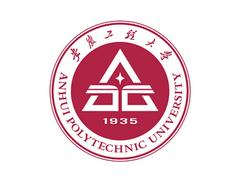 安徽工程大学
ANHUI POLYTECHNIC UNIVERSITY
1935